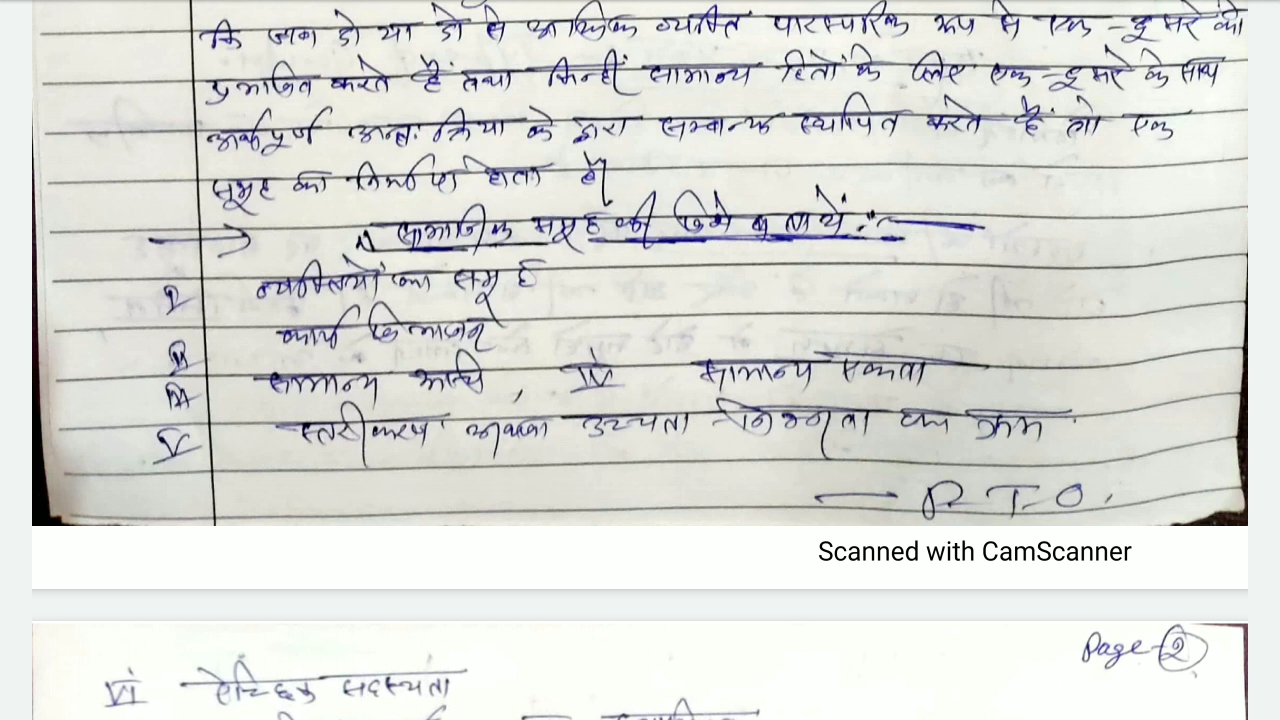 कि जब दो या दो से अधिक व्यक्ति पारस्परिक रूप से एक-दूसरे को
प्रभावित करते हैं तथा किन्हीं सामान्य हितों के लिए एक-दूसरे के साथ
अर्थपूर्ण अन्तःक्रिया के द्वारा सम्बन्ध स्थापित करते हैं तो एक
समूह का निर्माण होता है।
→ सामाजिक समूह की विशेषतायें :-
I व्यक्तियों का समूह
II कार्य विभाजन
III सामान्य रूचि, IV सामान्य एकता
V स्तरीकरण अथवा उच्चता-निम्नता का क्रम
— P.T.O.
Scanned with CamScanner
Page-2
VI ऐच्छिक सदस्यता